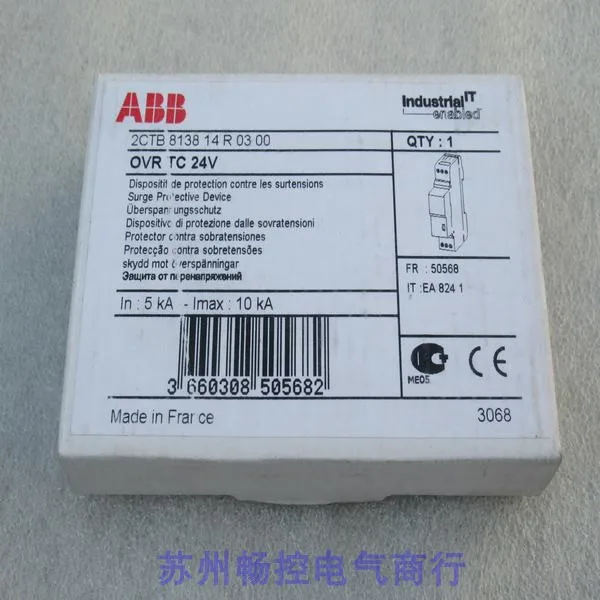 ABB
Industrial IT
enabled
2CTB 8138 14 R 03 00
QTY : 1
OVR TC 24V
Dispositif de protection contre les surtensions
Surge Protective Device
Überspannungsschutz
Dispositivo di protezione dalle sovratensioni
Protector contra sobratensiones
Protecção contra sobretensões
skydd mot överspänningar
Защита от перенапряжений
FR : 50568
IT :EA 824 1
In : 5 kA - Imax : 10 kA
ME05
CE
3 660308 505682
Made in France
3068
苏州畅控电气商行